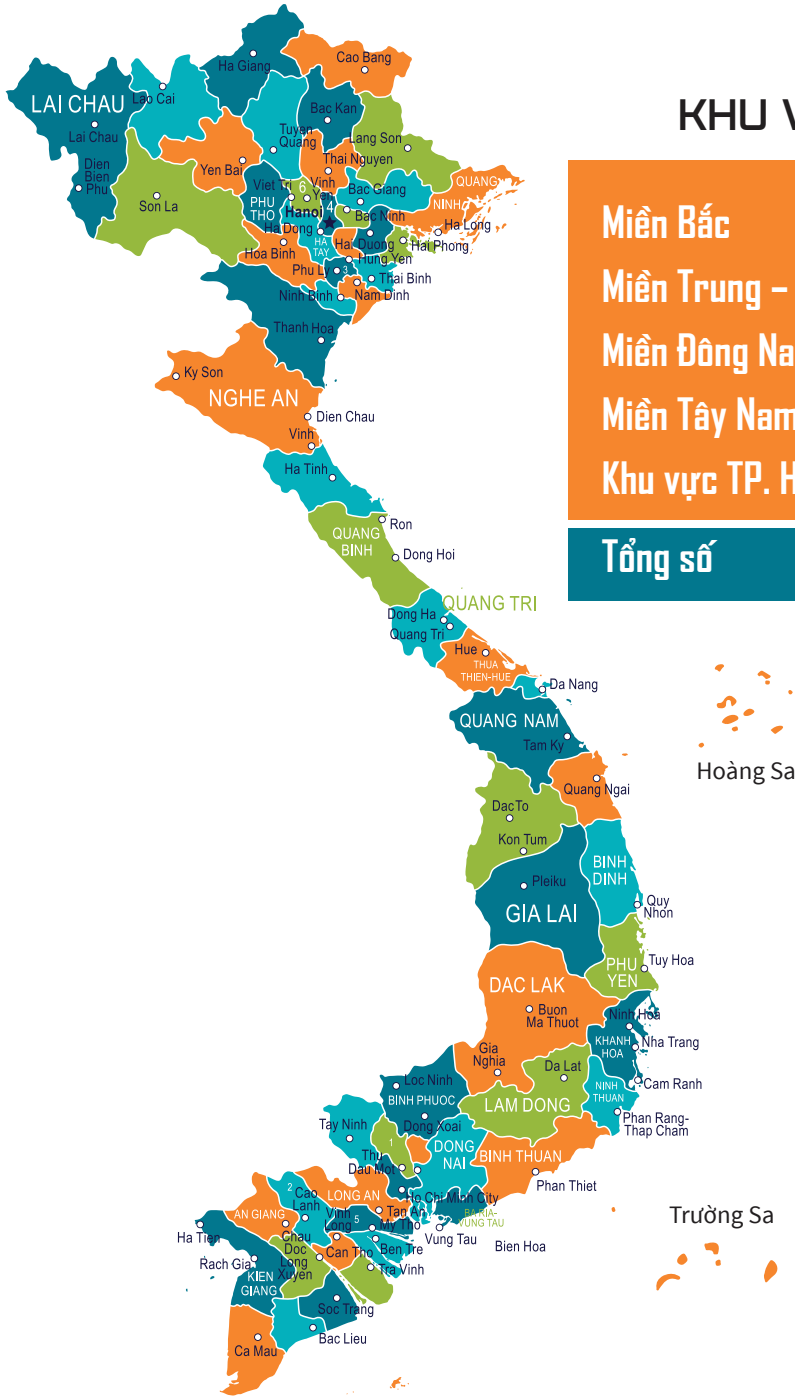 KHU V
Miền Bắc
Miền Trung –
Miền Đông Na
Miền Tây Nam
Khu vực TP. H
Tổng số
Ha Giang
Cao Bang
LAI CHAU
Lao Cai
Bac Kan
Lai Chau
Tuyen
Quang
Lang Son
Dien
Bien
Phu
Yen Bai
Thai Nguyen
Son La
Viet Tri
6
Vinh
Yen
Bac Giang
QUANG
NINH
PHU
THO
Hanoi
4
Bac Ninh
Ha Long
Ha Dong
HA
TAY
Hai Duong
Hai Phong
Hoa Binh
Hung Yen
Phu Ly
3
Thai Binh
Ninh Binh
Nam Dinh
Thanh Hoa
Ky Son
NGHE AN
Dien Chau
Vinh
Ha Tinh
Ron
QUANG
BINH
Dong Hoi
QUANG TRI
Dong Ha
Quang Tri
Hue
THUA
THIEN-HUE
Da Nang
QUANG NAM
Tam Ky
Hoàng Sa
Quang Ngai
DacTo
Kon Tum
BINH
DINH
Pleiku
GIA LAI
Quy
Nhon
PHU
YEN
Tuy Hoa
DAC LAK
Buon
Ma Thuot
Ninh Hoa
KHANH
HOA
Nha Trang
Gia
Nghia
Da Lat
Cam Ranh
Loc Ninh
BINH PHUOC
LAM DONG
NINH
THUAN
Phan Rang-
Thap Cham
Tay Ninh
Dong Xoai
1
Thu
Dau Mot
DONG
NAI
BINH THUAN
Phan Thiet
2
Cao
Lanh
LONG AN
Ho Chi Minh City
AN GIANG
Vinh
Long
5
Tan An
My Tho
BA RIA-
VUNG TAU
Trường Sa
Ha Tien
Chau
Doc
Long
Xuyen
Can Tho
Ben Tre
Vung Tau
Bien Hoa
Rach Gia
KIEN
GIANG
Tra Vinh
Soc Trang
Bac Lieu
Ca Mau